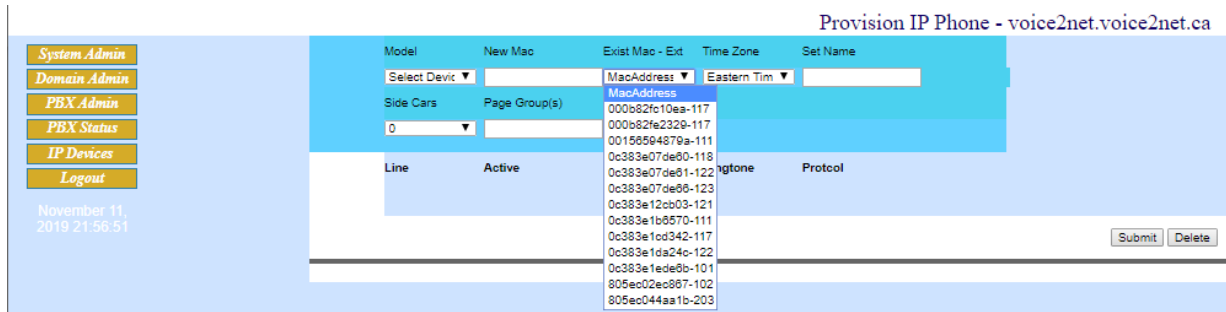 Provision IP Phone - voice2net.voice2net.ca
System Admin
Domain Admin
PBX Admin
PBX Status
IP Devices
Logout
November 11,
2019 21:56:51
Model New Mac Exist Mac - Ext Time Zone Set Name
Select Devic MacAddress Eastern Tim
Side Cars Page Group(s)
0
MacAddress
000b82fc10ea-117
000b82fe2329-117
00156594879a-111
0c383e07de60-118
0c383e07de61-122
0c383e07de66-123
0c383e12cb03-121
0c383e1b6570-111
0c383e1cd342-117
0c383e1da24c-122
0c383e1ede6b-101
805ec02ec867-102
805ec044aa1b-203
Line Active ngtone Protcol
Submit Delete